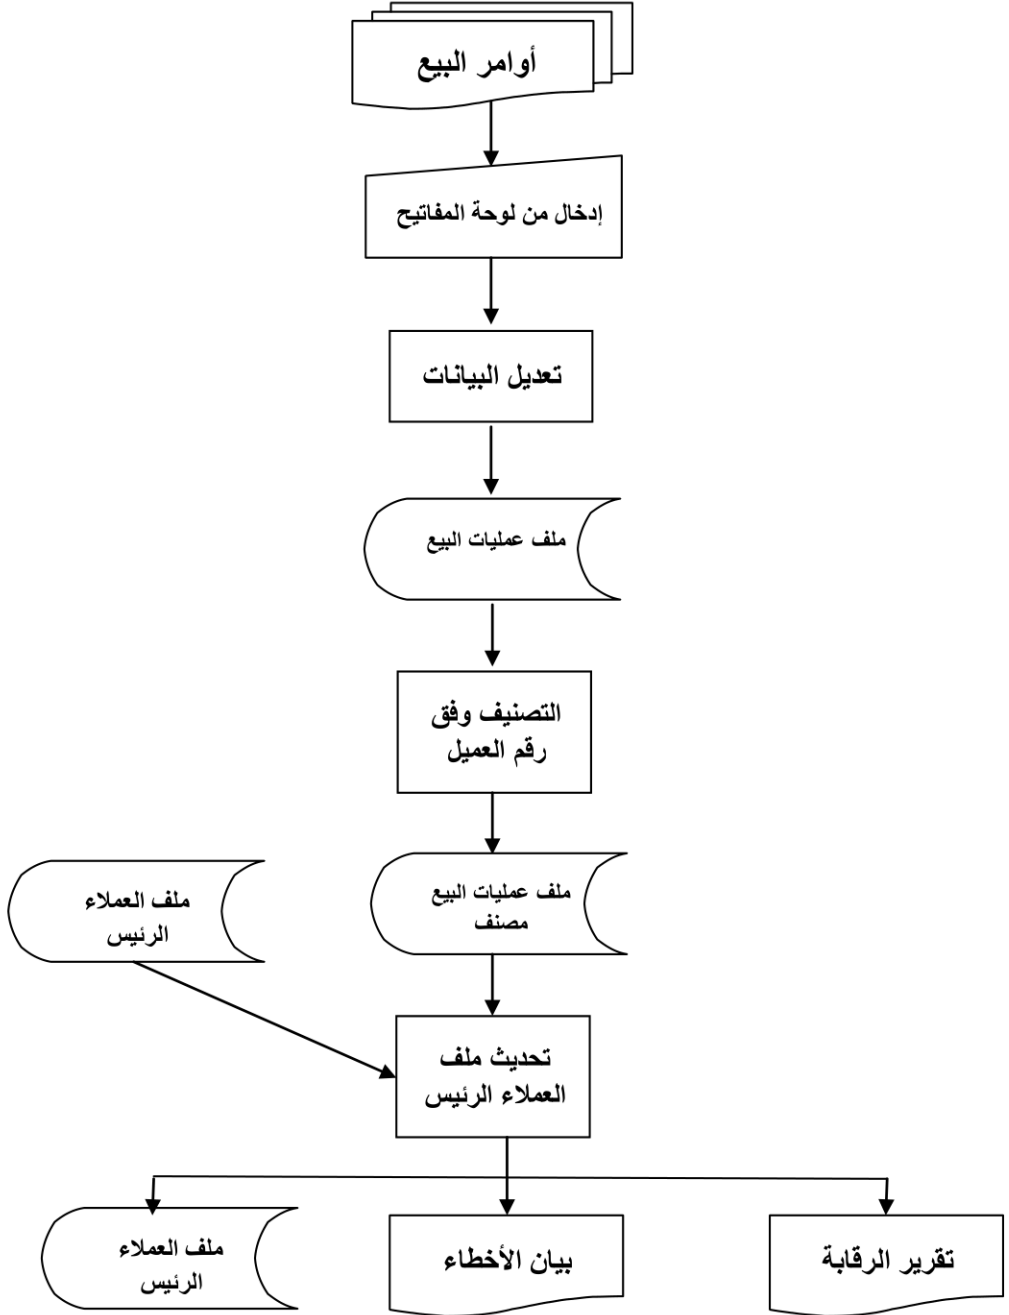 أوامر البيع
إدخال من لوحة المفاتيح
تعديل البيانات
ملف عمليات البيع
التصنيف وفق
رقم العميل
ملف عمليات البيع
مصنف
ملف العملاء
الرئيس
تحديث ملف
العملاء الرئيس
تقرير الرقابة
بيان الأخطاء
ملف العملاء
الرئيس